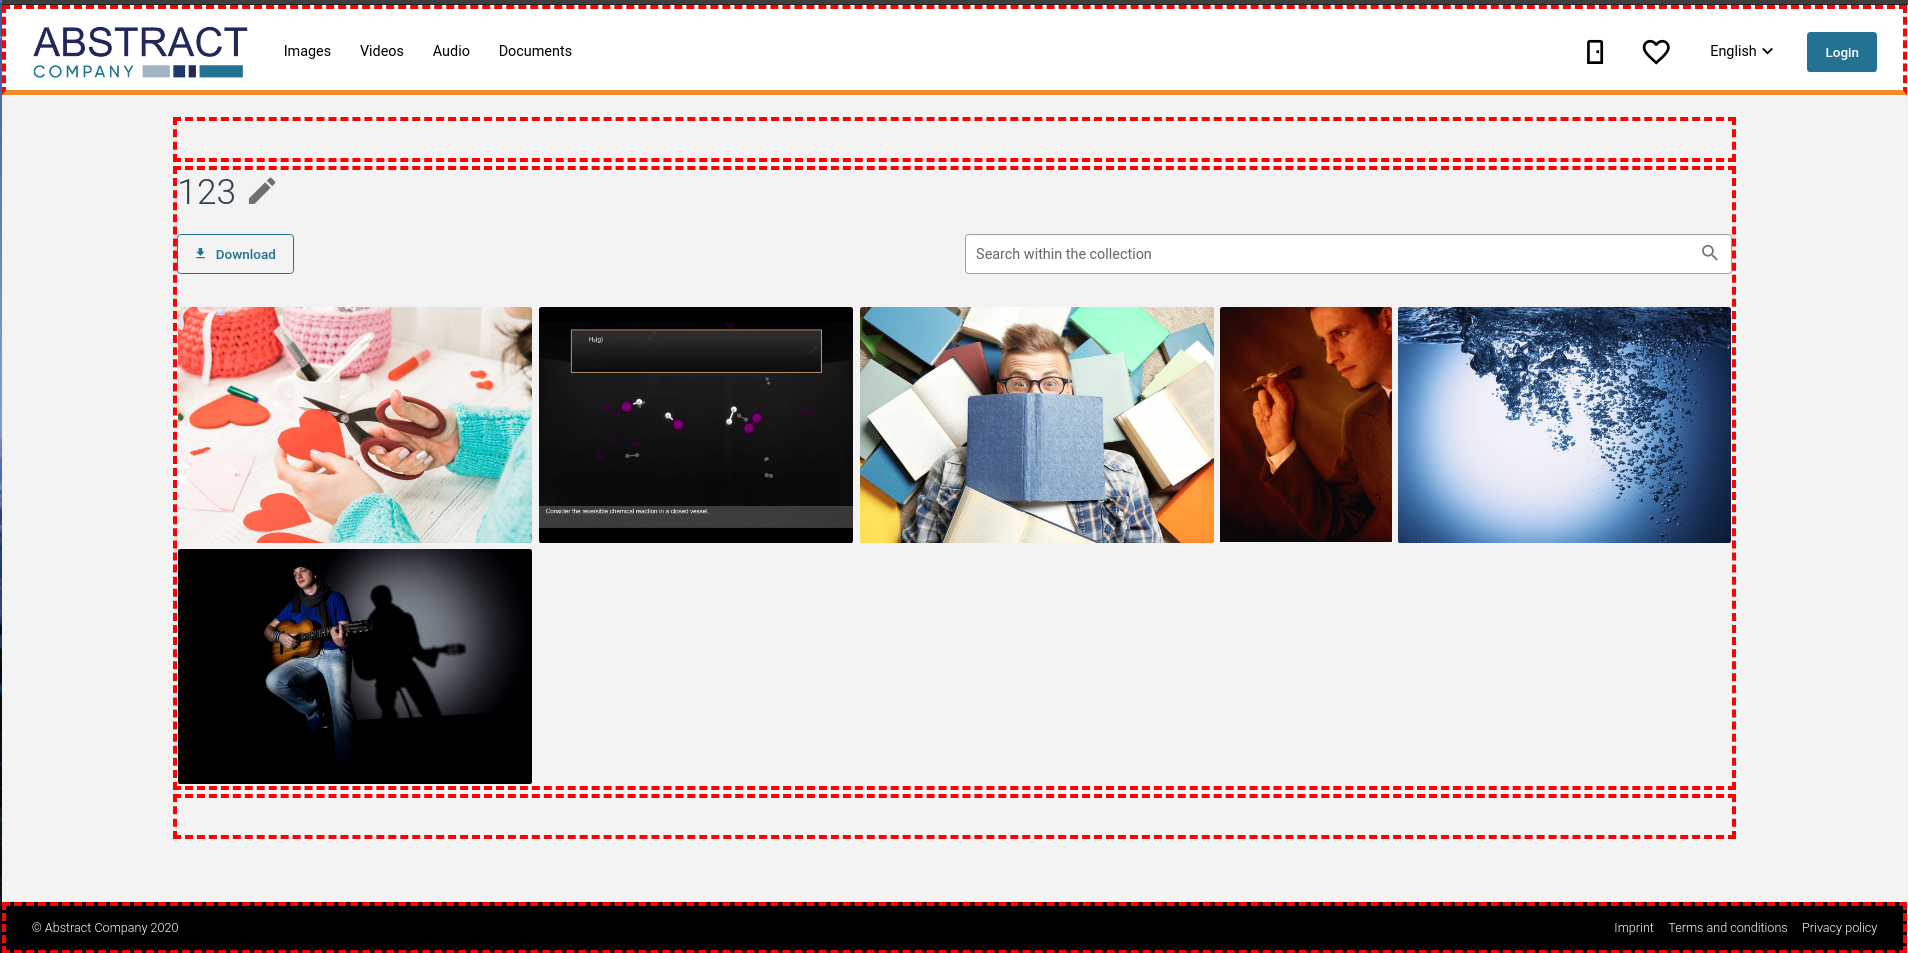 ABSTRACT
COMPANY
Images Videos Audio Documents
English
Login
123
Download
Search within the collection
H₂(g)
Consider the reversible chemical reaction in a closed vessel.
© Abstract Company 2020
Imprint Terms and conditions Privacy policy